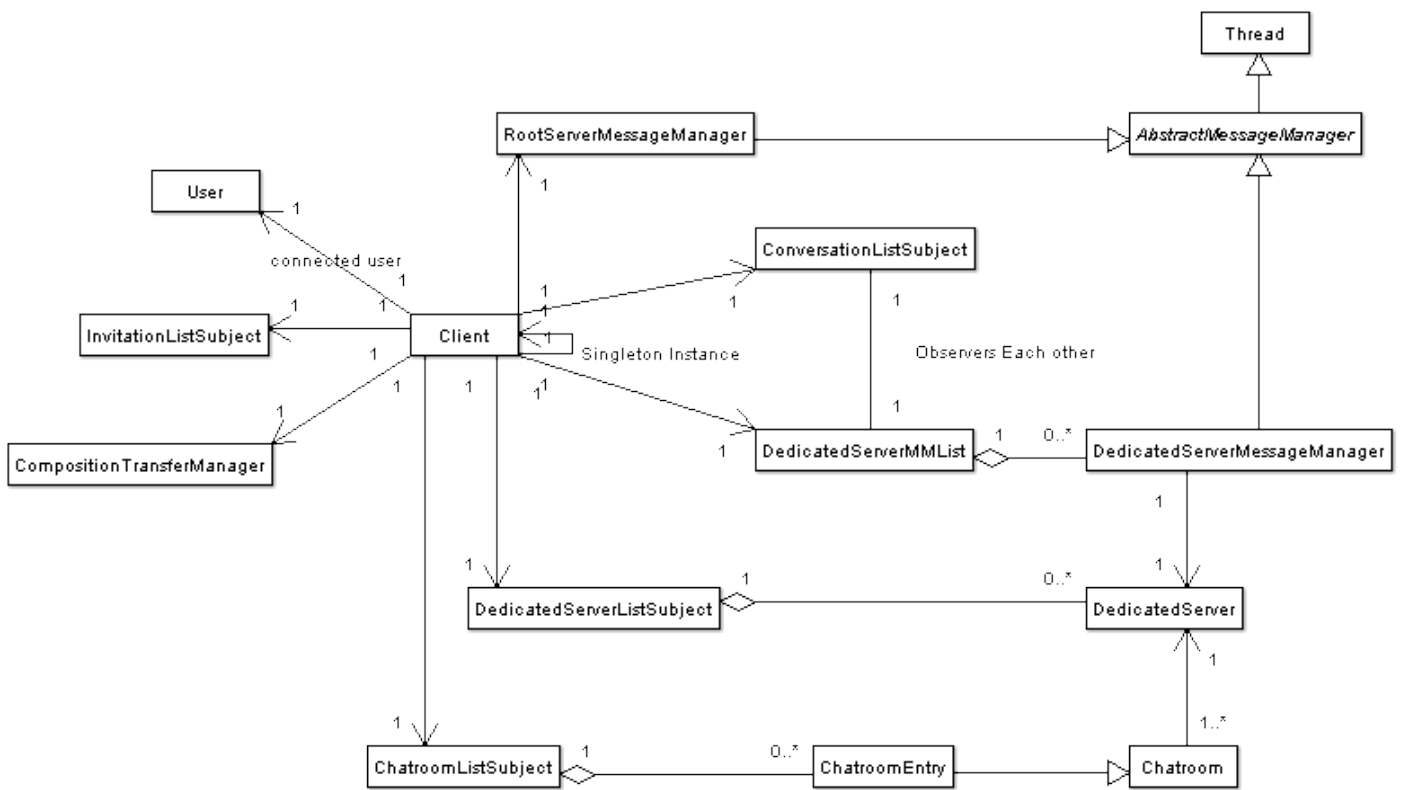 Thread
RootServerMessageManager
AbstractMessageManager
1
User
1
ConversationListSubject
connected user
1
1
1
1
1
1
1
InvitationListSubject
Client
1
Singleton Instance
Observers Each other
1
1
1
1
1
1
1
1
1
0..*
CompositionTransferManager
DedicatedServerMMList
DedicatedServerMessageManager
1
1
1
1
0..*
DedicatedServerListSubject
DedicatedServer
1
1
1
0..*
1..*
ChatroomListSubject
ChatroomEntry
Chatroom